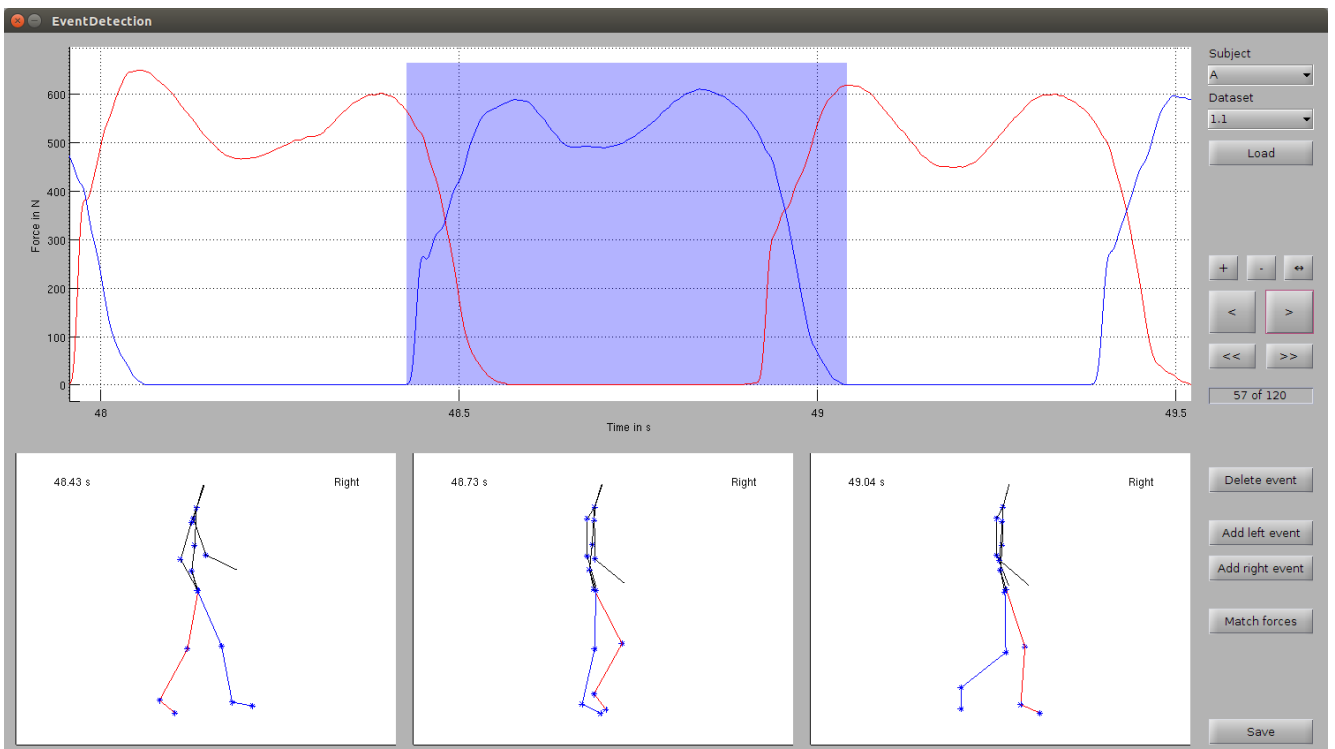 EventDetection
Force in N
600
500
400
300
200
100
0
48
48.5
49
49.5
Time in s
Subject
A
Dataset
1.1
Load
+
-
↔
<
>
<<
>>
57 of 120
48.43 s
Right
48.73 s
Right
49.04 s
Right
Delete event
Add left event
Add right event
Match forces
Save